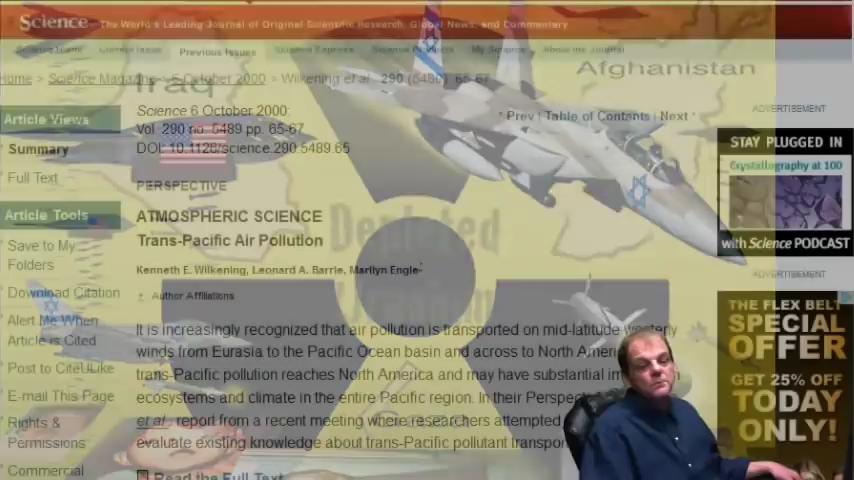 Science The World's Leading Journal of Original Scientific Research, Global News, and Commentary
Science Home Current Issue Previous Issues Science Express Science Products My Science About the Journal
Home > Science Magazine > 6 October 2000 > Wilkening et al., 290 (5489): 65-67
Iraq
Afghanistan
Article Views
Summary
Full Text
Article Tools
Save to My
Folders
Download Citation
Alert Me When
Article is Cited
Post to CiteULike
E-mail This Page
Rights &
Permissions
Commercial
Science 6 October 2000:
Vol. 290 no. 5489 pp. 65-67
DOI: 10.1126/science.290.5489.65
‹ Prev | Table of Contents | Next ›
PERSPECTIVE
ATMOSPHERIC SCIENCE
Trans-Pacific Air Pollution
Kenneth E. Wilkening, Leonard A. Barrie, Marilyn Engle
Author Affiliations
It is increasingly recognized that air pollution is transported on mid-latitude westerly
winds from Eurasia to the Pacific Ocean basin and across to North
trans-Pacific pollution reaches North America and may have substantial
ecosystems and climate in the entire Pacific region. In their
et al. report from a recent meeting where researchers attempted
evaluate existing knowledge about trans-Pacific pollutant
Read the Full Text
Depleted
Uranium
Gaza
ADVERTISEMENT
STAY PLUGGED IN
Crystallography at 100
with Science PODCAST
ADVERTISEMENT
THE FLEX BELT
SPECIAL
OFFER
GET 25% OFF
TODAY
ONLY!